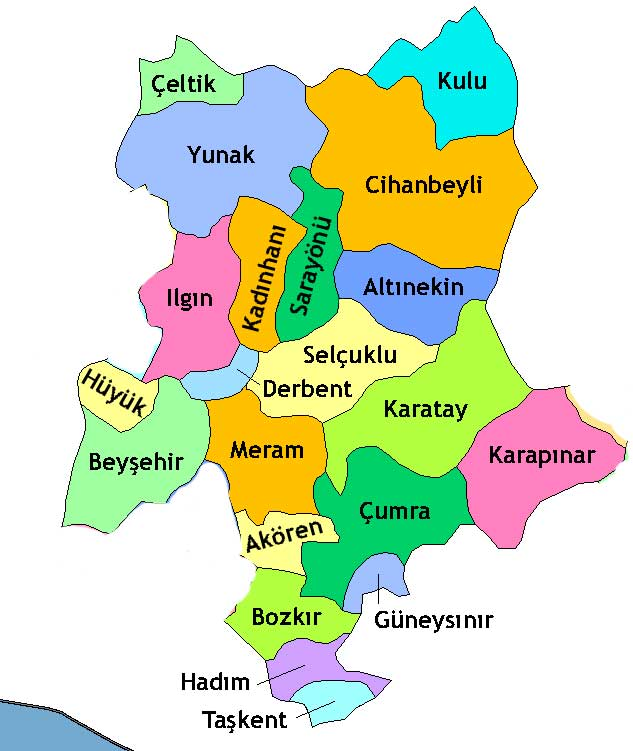 Çeltik
Kulu
Yunak
Cihanbeyli
Kadınhanı
Sarayönü
Ilgın
Altınekin
Selçuklu
Hüyük
Derbent
Karatay
Meram
Beyşehir
Karapınar
Çumra
Akören
Bozkır
Güneysınır
Hadım
Taşkent